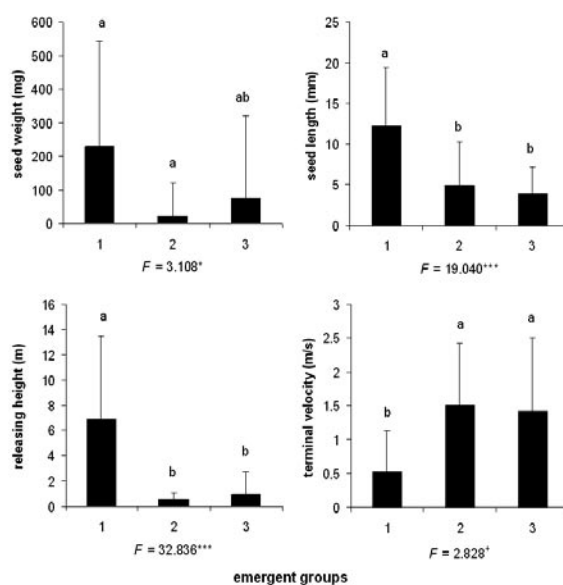 seed weight (mg)
600
500
400
300
200
100
0
a
a
ab
1 2 3
F = 3.108*
seed length (mm)
25
20
15
10
5
0
a
b
b
1 2 3
F = 19.040***
releasing height (m)
16
14
12
10
8
6
4
2
0
a
b
b
1 2 3
F = 32.836***
terminal velocity (m/s)
3
2.5
2
1.5
1
0.5
0
b
a
a
1 2 3
F = 2.828⁺
emergent groups